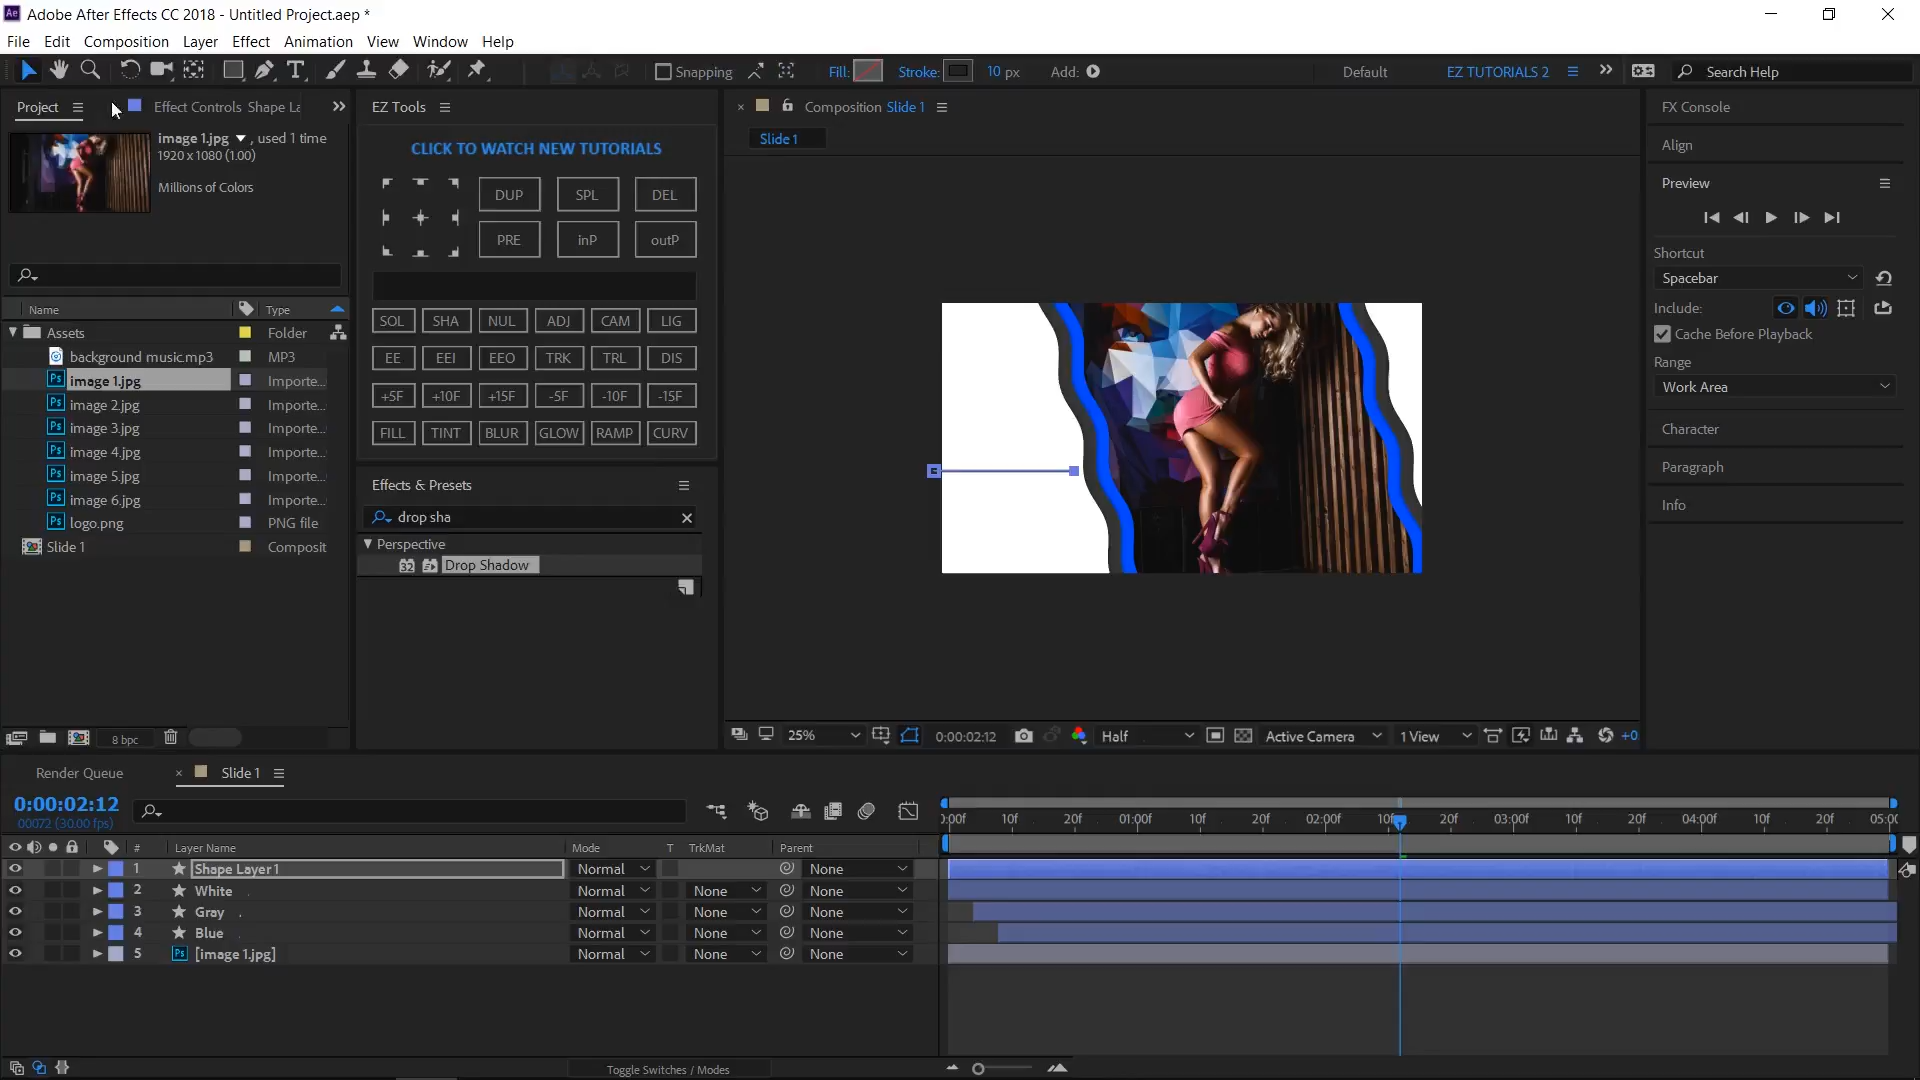 Ae Adobe After Effects CC 2018 - Untitled Project.aep *
File Edit Composition Layer Effect Animation View Window Help
Snapping Fill: Stroke: 10 px Add: Default EZ TUTORIALS 2 Search Help
Project Effect Controls Shape La
EZ Tools
Composition Slide 1
FX Console
image 1.jpg , used 1 time
1920 x 1080 (1.00)
Millions of Colors
CLICK TO WATCH NEW TUTORIALS
Slide 1
Align
Preview
DUP SPL DEL
PRE inP outP
Shortcut
Spacebar
Include:
Cache Before Playback
Range
Work Area
Character
Paragraph
Info
Name Type
Assets Folder
background music.mp3 MP3
Ps image 1.jpg Importe...
Ps image 2.jpg Importe...
Ps image 3.jpg Importe...
Ps image 4.jpg Importe...
Ps image 5.jpg Importe...
Ps image 6.jpg Importe...
Ps logo.png PNG file
Slide 1 Composit
SOL SHA NUL ADJ CAM LIG
EE EEI EEO TRK TRL DIS
+5F +10F +15F -5F -10F -15F
FILL TINT BLUR GLOW RAMP CURV
Effects & Presets
drop sha
Perspective
32 Drop Shadow
8 bpc
25% 0:00:02:12 Half Active Camera 1 View +0
Render Queue Slide 1
0:00:02:12
00072 (30.00 fps)
):00f 10f 20f 01:00f 10f 20f 02:00f 10f 20f 03:00f 10f 20f 04:00f 10f 20f 05:00
# Layer Name Mode T TrkMat Parent
1 Shape Layer 1 Normal None
2 White Normal None None
3 Gray Normal None None
4 Blue Normal None None
5 Ps [image 1.jpg] Normal None None
Toggle Switches / Modes